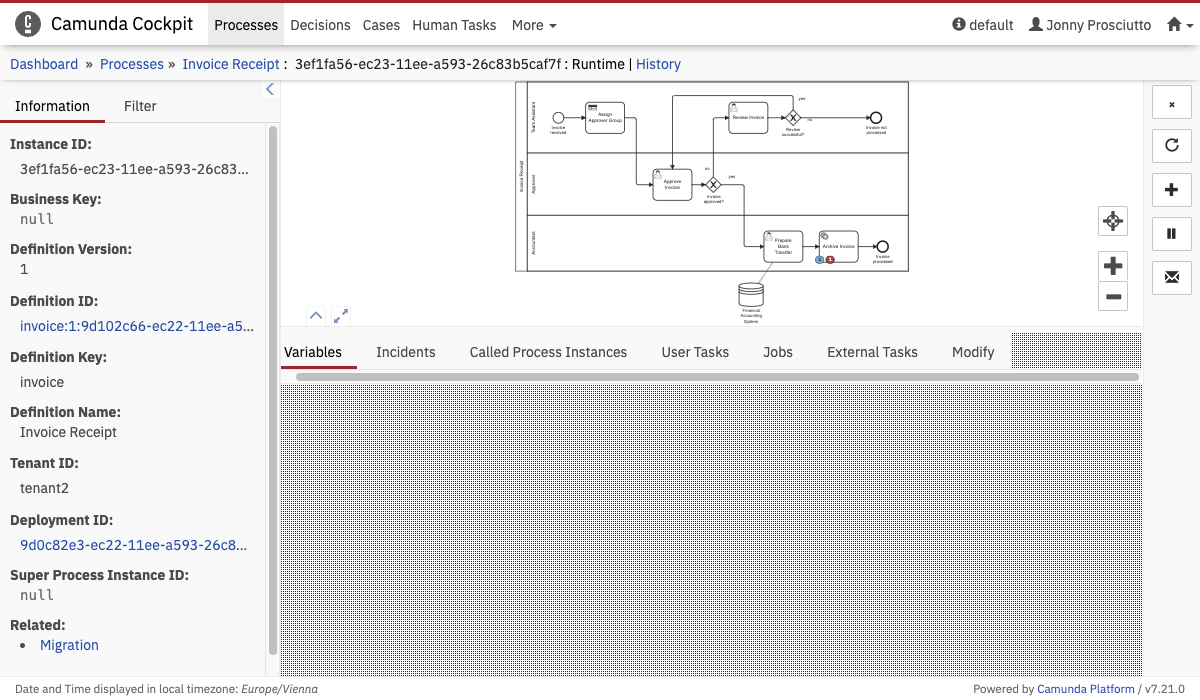 Camunda Cockpit
Processes
Decisions
Cases
Human Tasks
More
default
Jonny Prosciutto
Dashboard » Processes » Invoice Receipt : 3ef1fa56-ec23-11ee-a593-26c83b5caf7f : Runtime | History
Information
Filter
Instance ID:
3ef1fa56-ec23-11ee-a593-26c83...
Business Key:
null
Definition Version:
1
Definition ID:
invoice:1:9d102c66-ec22-11ee-a5...
Definition Key:
invoice
Definition Name:
Invoice Receipt
Tenant ID:
tenant2
Deployment ID:
9d0c82e3-ec22-11ee-a593-26c8...
Super Process Instance ID:
null
Related:
Migration
Invoice Receipt
Team Assistant
Invoice
received
Assign
Approver Group
Review Invoice
yes
Review
successful?
no
Invoice not
processed
Approver
Approve
Invoice
no
yes
Invoice
approved?
Accountant
Prepare
Bank
Transfer
Archive Invoice
1
1
Invoice
processed
Financial
Accounting
System
Variables
Incidents
Called Process Instances
User Tasks
Jobs
External Tasks
Modify
Date and Time displayed in local timezone: Europe/Vienna
Powered by Camunda Platform / v7.21.0